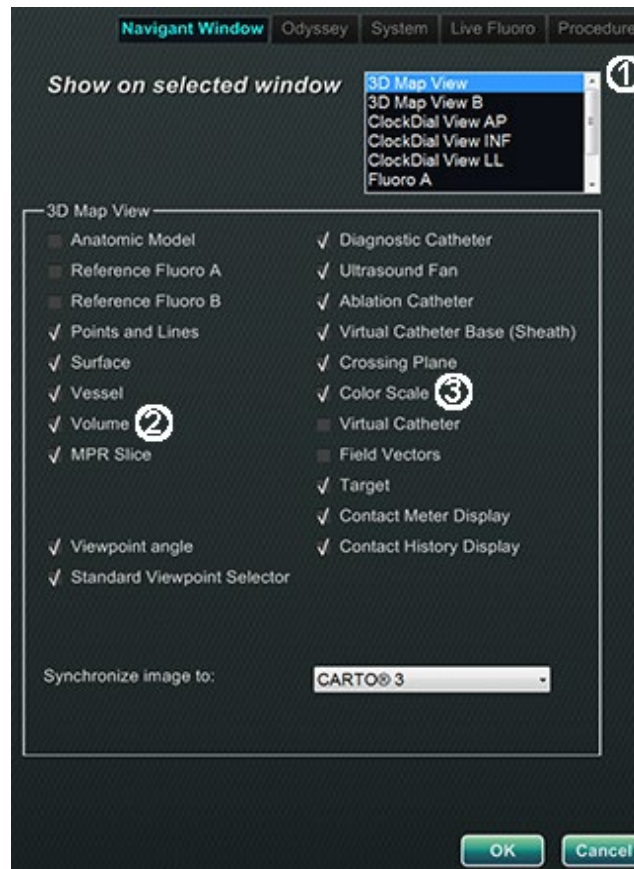 Navigant Window Odyssey System Live Fluoro Procedure
Show on selected window
3D Map View
3D Map View B
ClockDial View AP
ClockDial View INF
ClockDial View LL
Fluoro A
1
3D Map View
Anatomic Model
Reference Fluoro A
Reference Fluoro B
Points and Lines
Surface
Vessel
Volume 2
MPR Slice
Viewpoint angle
Standard Viewpoint Selector
Diagnostic Catheter
Ultrasound Fan
Ablation Catheter
Virtual Catheter Base (Sheath)
Crossing Plane
Color Scale 3
Virtual Catheter
Field Vectors
Target
Contact Meter Display
Contact History Display
Synchronize image to: CARTO® 3
OK Cancel